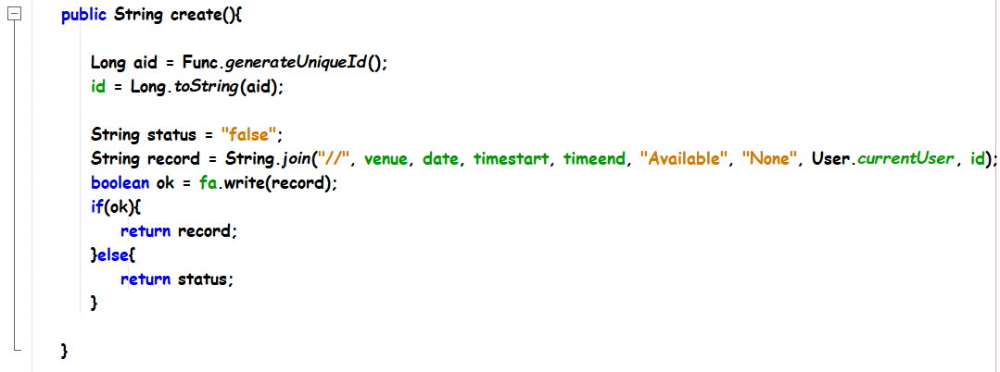 public String create(){
Long aid = Func.generateUniqueId();
id = Long.toString(aid);
String status = "false";
String record = String.join("//", venue, date, timestart, timeend, "Available", "None", User.currentUser, id);
boolean ok = fa.write(record);
if(ok){
return record;
}else{
return status;
}
}